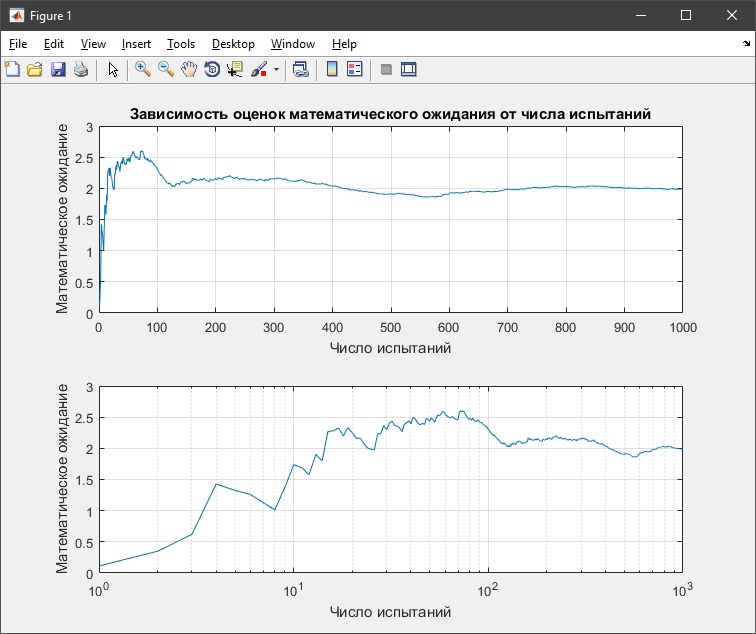 Figure 1
File Edit View Insert Tools Desktop Window Help
Зависимость оценок математического ожидания от числа испытаний
Математическое ожидание
3
2.5
2
1.5
1
0.5
0
0 100 200 300 400 500 600 700 800 900 1000
Число испытаний
Математическое ожидание
3
2.5
2
1.5
1
0.5
0
10^0 10^1 10^2 10^3
Число испытаний